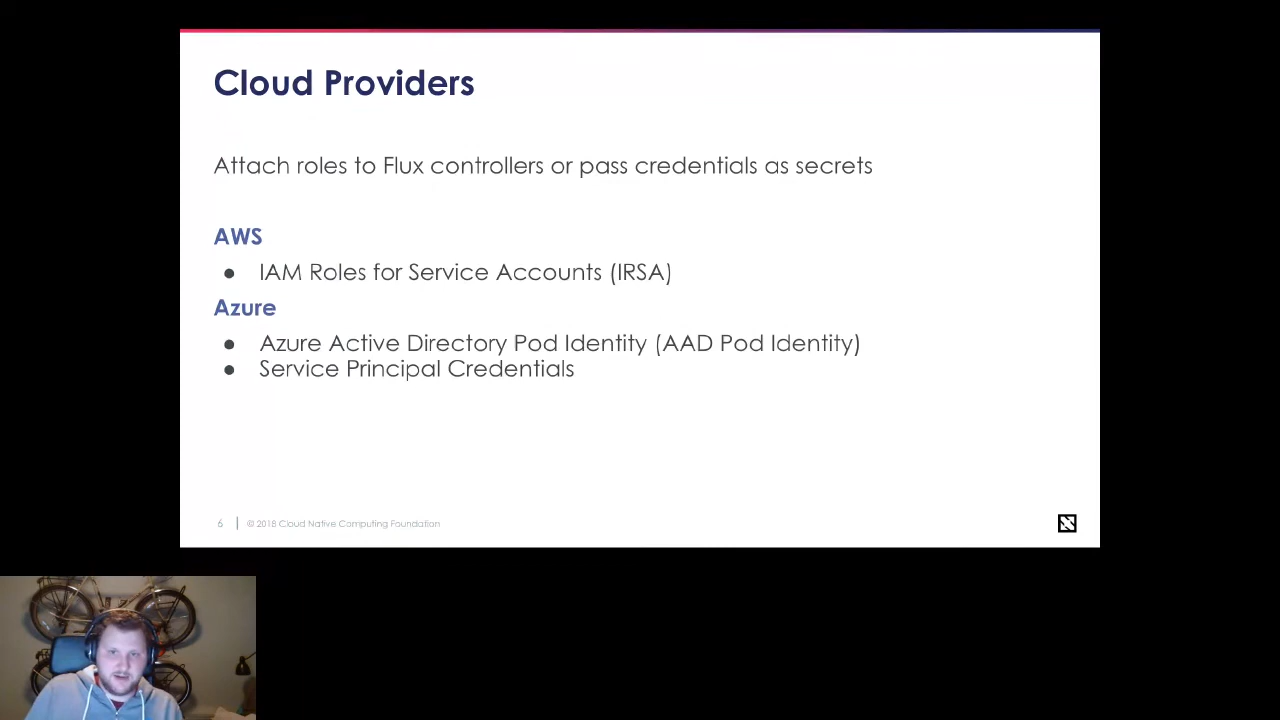 Cloud Providers
Attach roles to Flux controllers or pass credentials as secrets
AWS
● IAM Roles for Service Accounts (IRSA)
Azure
● Azure Active Directory Pod Identity (AAD Pod Identity)
● Service Principal Credentials
6 | © 2018 Cloud Native Computing Foundation